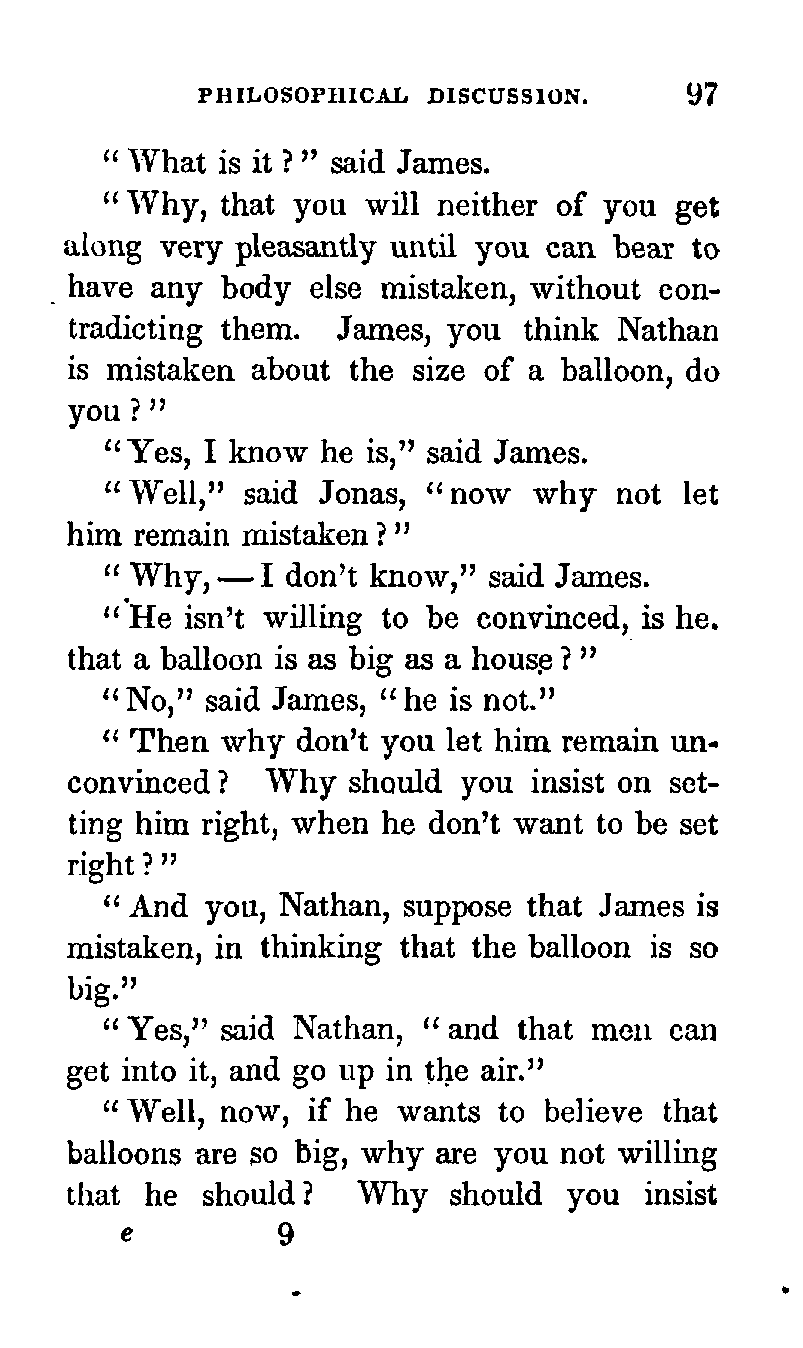 PHILOSOPHICAL DISCUSSION. 97
“ What is it ? ” said James.
“ Why, that you will neither of you get
along very pleasantly until you can bear to
have any body else mistaken, without con-
tradicting them. James, you think Nathan
is mistaken about the size of a balloon, do
you ? ”
“ Yes, I know he is,” said James.
“ Well,” said Jonas, “ now why not let
him remain mistaken ? ”
“ Why, — I don’t know,” said James.
“ He isn’t willing to be convinced, is he.
that a balloon is as big as a house ? ”
“ No,” said James, “ he is not.”
“ Then why don’t you let him remain un-
convinced ? Why should you insist on set-
ting him right, when he don’t want to be set
right ? ”
“ And you, Nathan, suppose that James is
mistaken, in thinking that the balloon is so
big.”
“ Yes,” said Nathan, “ and that men can
get into it, and go up in the air.”
“ Well, now, if he wants to believe that
balloons are so big, why are you not willing
that he should ? Why should you insist
e 9